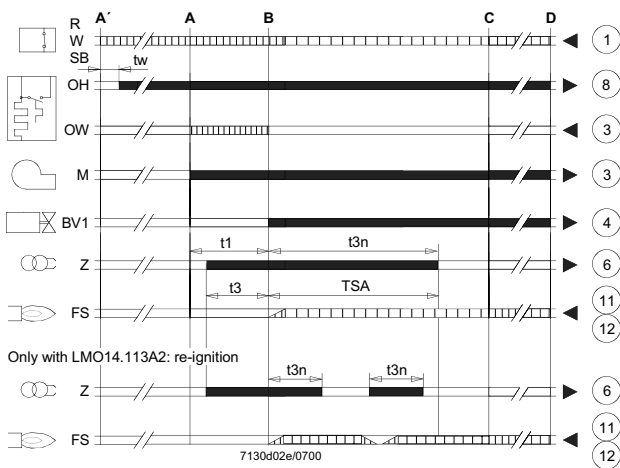 A´ A B C D
R
W 1
SB tw
OH 8
OW 3
M 3
BV1 4
t1 t3n
Z 6
t3 TSA
FS 11
12
Only with LMO14.113A2: re-ignition
t3n t3n
Z 6
FS 11
7130d02e/0700 12